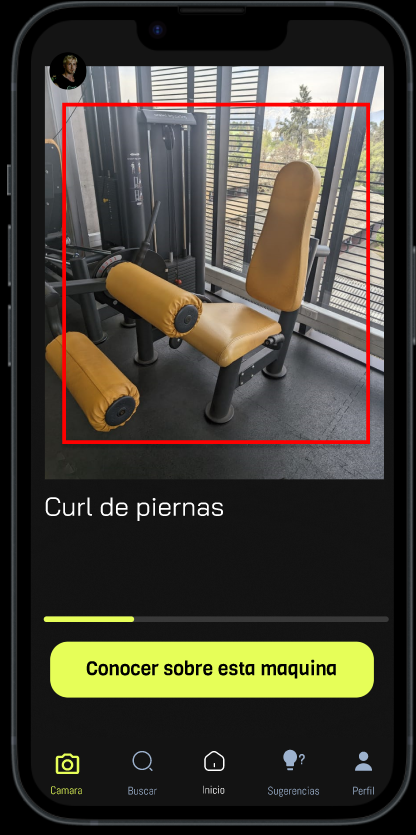 Curl de piernas
Conocer sobre esta maquina
Camara
Buscar
Inicio
Sugerencias
Perfil